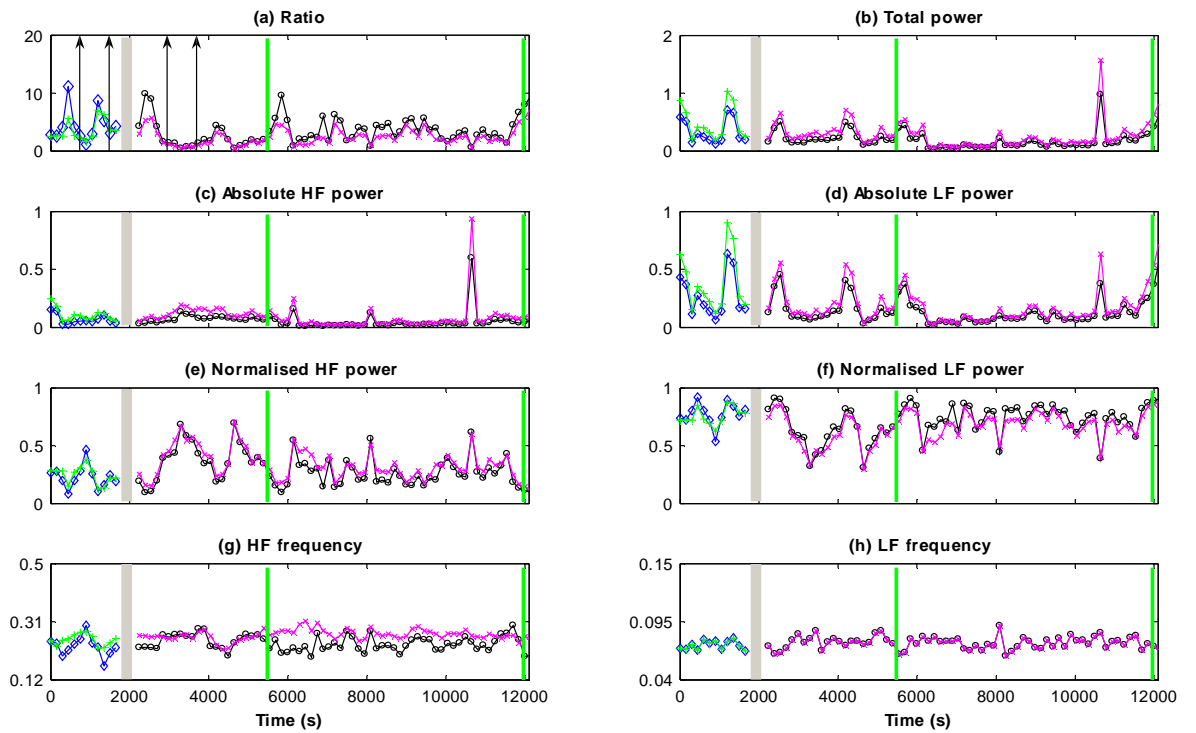 (a) Ratio
20
10
0
(b) Total power
2
1
0
(c) Absolute HF power
1
0.5
0
(d) Absolute LF power
1
0.5
0
(e) Normalised HF power
1
0.5
0
(f) Normalised LF power
1
0.5
0
(g) HF frequency
0.5
0.31
0.12
0 2000 4000 6000 8000 10000 12000
Time (s)
(h) LF frequency
0.15
0.095
0.04
0 2000 4000 6000 8000 10000 12000
Time (s)